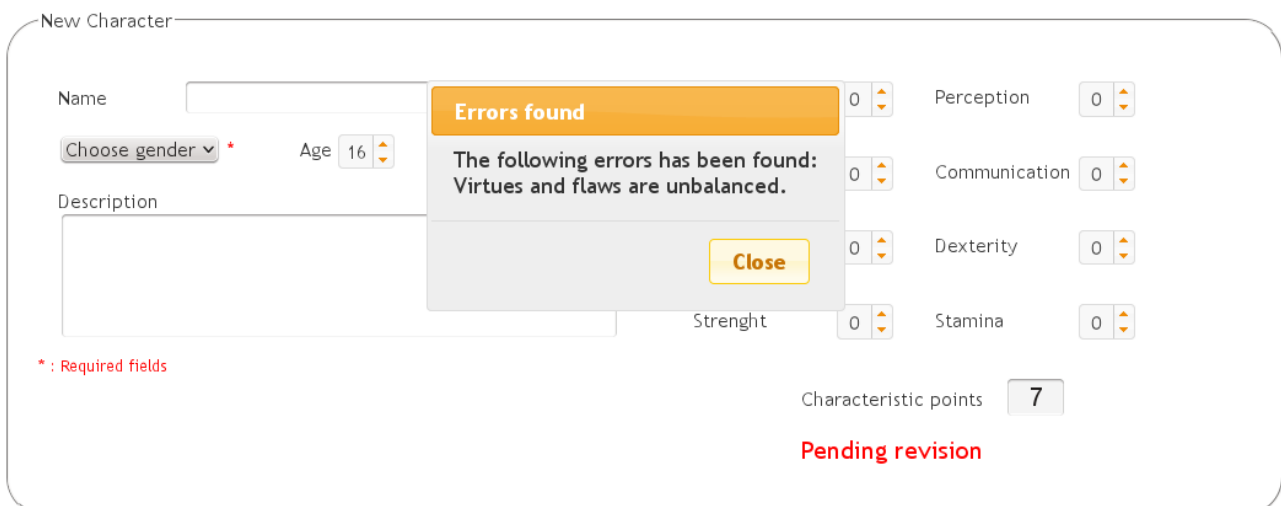 New Character
Name
0
Perception
0
Errors found
Choose gender
*
Age
16
The following errors has been found:
Virtues and flaws are unbalanced.
0
Communication
0
Description
Close
0
Dexterity
0
Strenght
0
Stamina
0
* : Required fields
Characteristic points
7
Pending revision